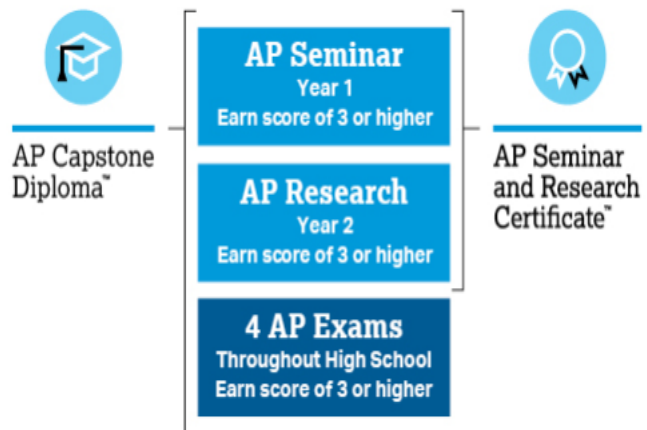 AP Capstone
Diploma™
AP Seminar
Year 1
Earn score of 3 or higher
AP Research
Year 2
Earn score of 3 or higher
4 AP Exams
Throughout High School
Earn score of 3 or higher
AP Seminar
and Research
Certificate™